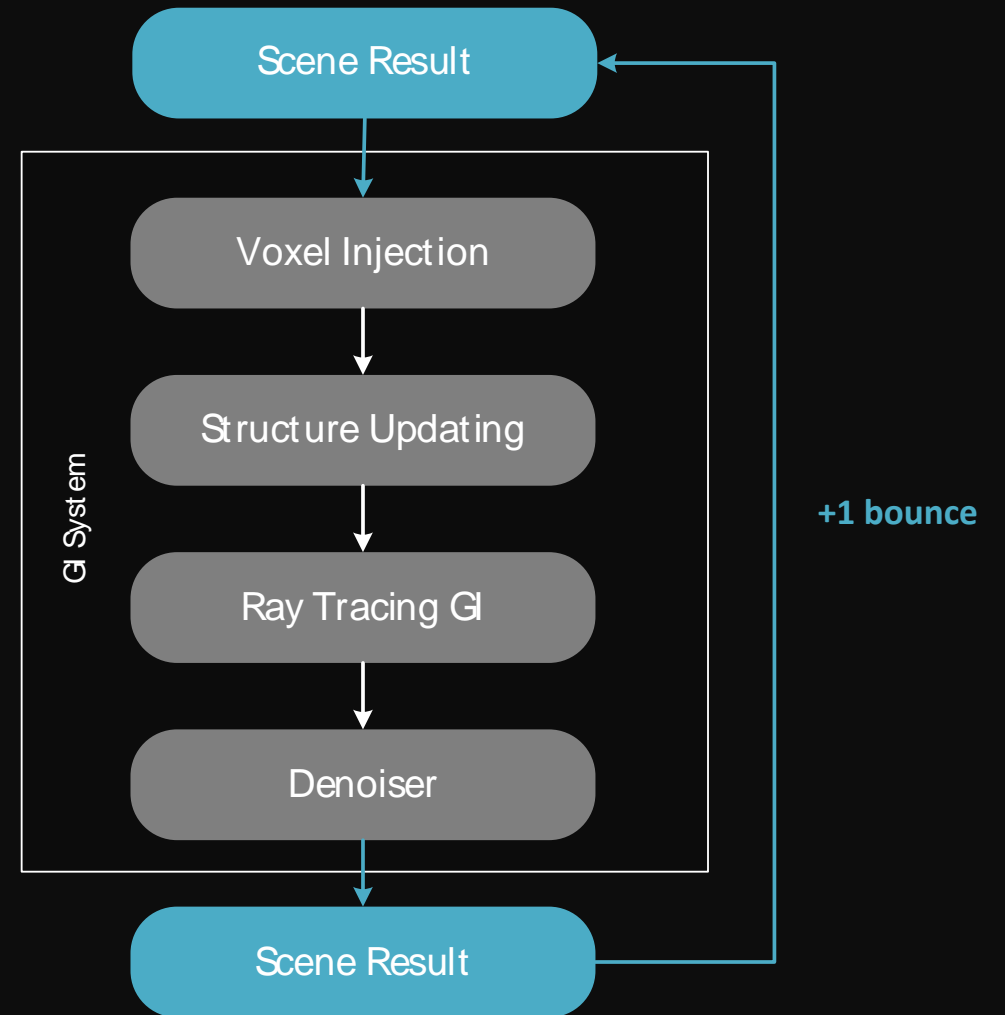 Scene Result
Voxel Injection
Structure Updating
GI System
Ray Tracing GI
+1 bounce
Denoiser
Scene Result